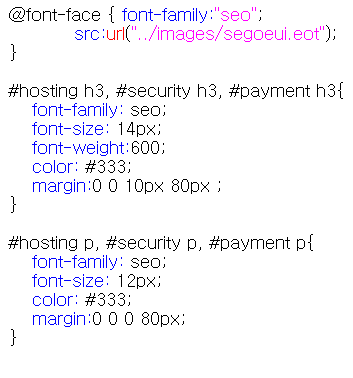 @font-face { font-family:"seo";
src:url("../images/segoeui.eot");
}
#hosting h3, #security h3, #payment h3{
font-family: seo;
font-size: 14px;
font-weight:600;
color: #333;
margin:0 0 10px 80px ;
}
#hosting p, #security p, #payment p{
font-family: seo;
font-size: 12px;
color: #333;
margin:0 0 0 80px;
}